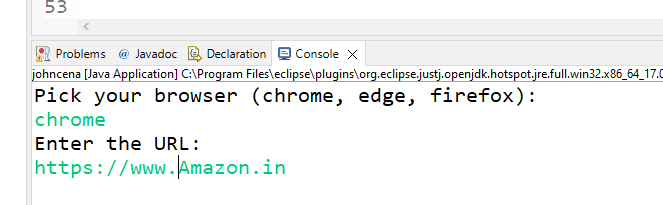 53
Problems @ Javadoc Declaration Console
johncena [Java Application] C:\Program Files\eclipse\plugins\org.eclipse.justj.openjdk.hotspot.jre.full.win32.x86_64_17.0
Pick your browser (chrome, edge, firefox):
chrome
Enter the URL:
https://www.Amazon.in